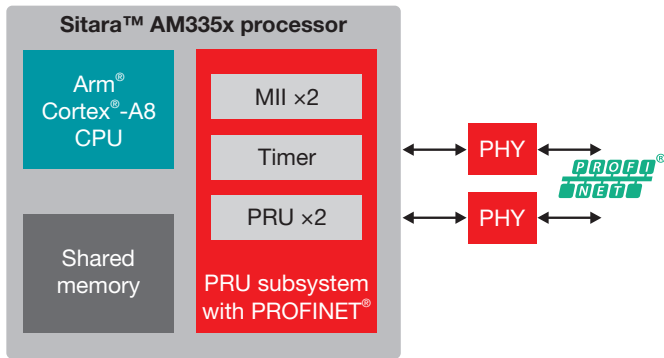 Sitara™ AM335x processor
Arm®
Cortex®-A8
CPU
Shared
memory
MII ×2
Timer
PRU ×2
PRU subsystem
with PROFINET®
PHY
PHY
PROFI®
NET